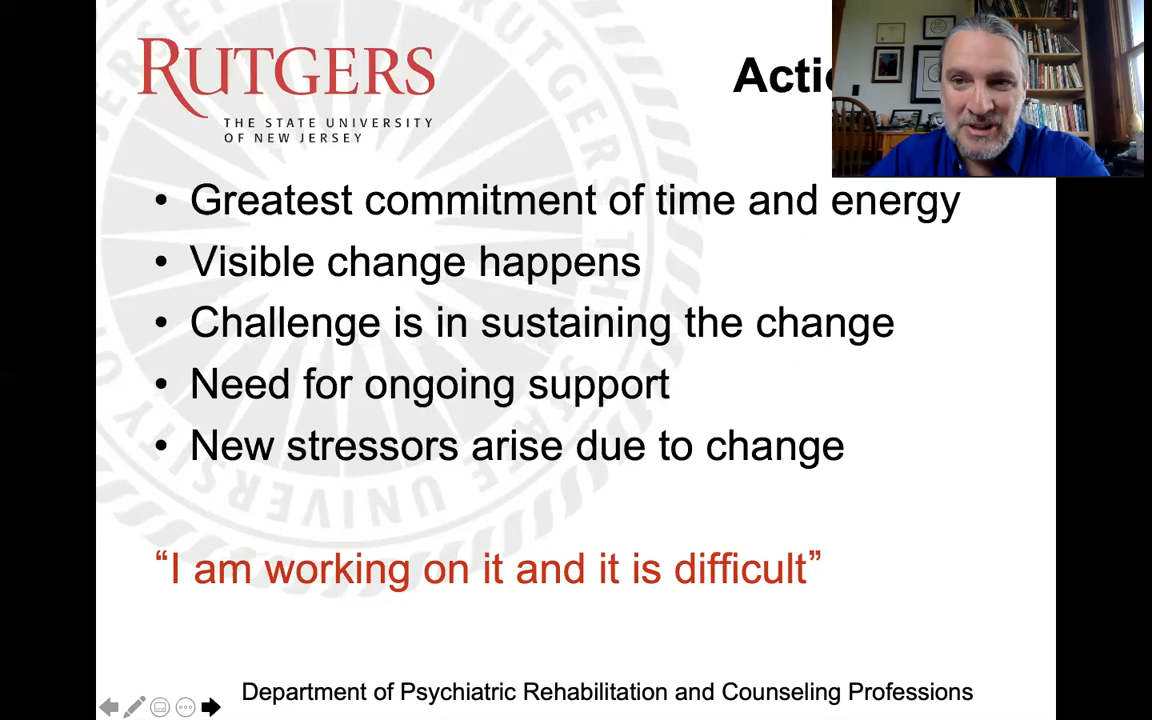 RUTGERS
THE STATE UNIVERSITY
OF NEW JERSEY
• Greatest commitment of time and energy
• Visible change happens
• Challenge is in sustaining the change
• Need for ongoing support
• New stressors arise due to change
“I am working on it and it is difficult”
Department of Psychiatric Rehabilitation and Counseling Professions